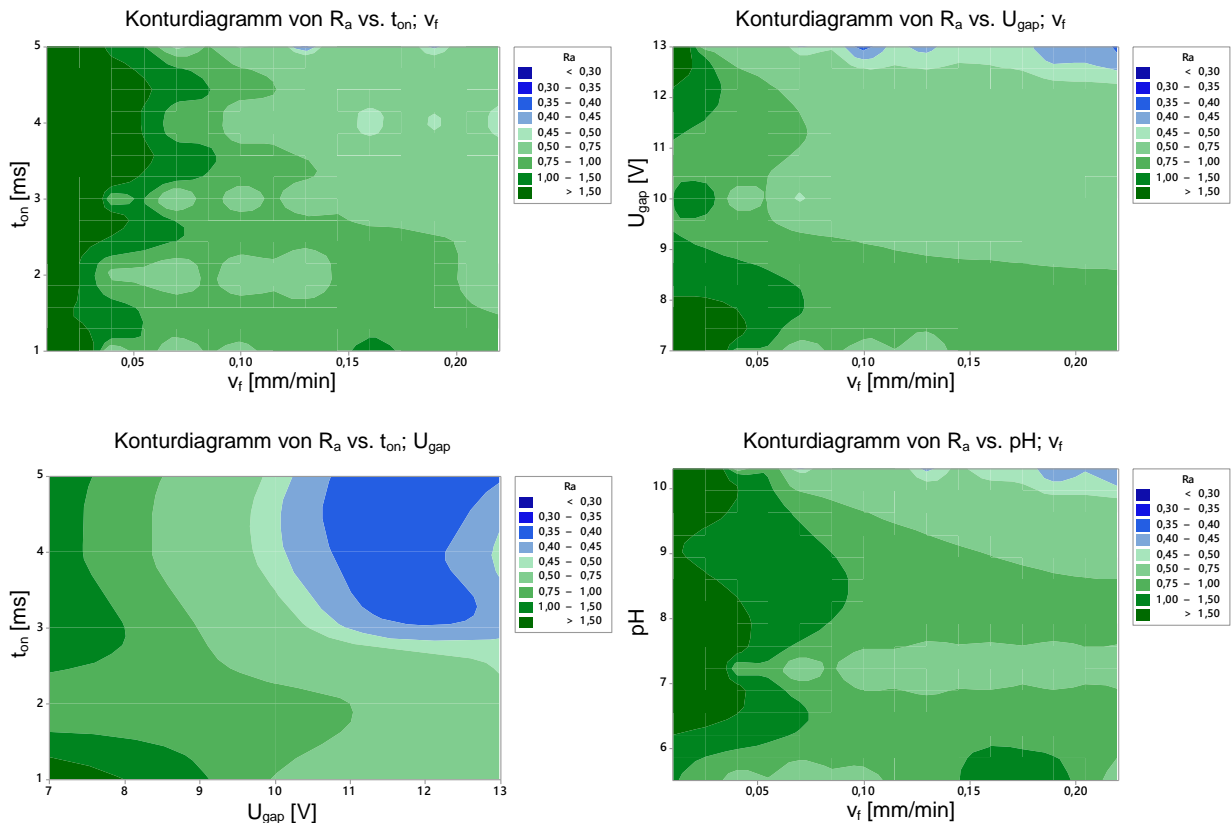 Konturdiagramm von Ra vs. ton; vf
5
4
3
2
1
ton [ms]
0,05
0,10
0,15
0,20
vf [mm/min]
Ra
< 0,30
0,30 – 0,35
0,35 – 0,40
0,40 – 0,45
0,45 – 0,50
0,50 – 0,75
0,75 – 1,00
1,00 – 1,50
> 1,50
Konturdiagramm von Ra vs. Ugap; vf
13
12
11
10
9
8
7
Ugap [V]
0,05
0,10
0,15
0,20
vf [mm/min]
Ra
< 0,30
0,30 – 0,35
0,35 – 0,40
0,40 – 0,45
0,45 – 0,50
0,50 – 0,75
0,75 – 1,00
1,00 – 1,50
> 1,50
Konturdiagramm von Ra vs. ton; Ugap
5
4
3
2
1
ton [ms]
7
8
9
10
11
12
13
Ugap [V]
Ra
< 0,30
0,30 – 0,35
0,35 – 0,40
0,40 – 0,45
0,45 – 0,50
0,50 – 0,75
0,75 – 1,00
1,00 – 1,50
> 1,50
Konturdiagramm von Ra vs. pH; vf
10
9
8
7
6
pH
0,05
0,10
0,15
0,20
vf [mm/min]
Ra
< 0,30
0,30 – 0,35
0,35 – 0,40
0,40 – 0,45
0,45 – 0,50
0,50 – 0,75
0,75 – 1,00
1,00 – 1,50
> 1,50